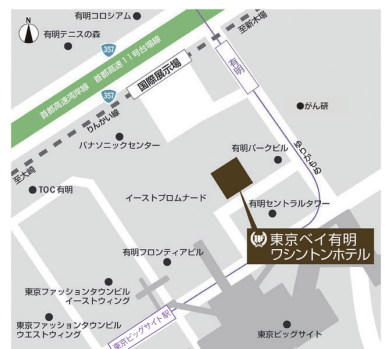 有明コロシアム
有明テニスの森
N
357
至新木場
首都高速湾岸線 首都高速11号台場線
国際展示場
有明
357
りんかい線
がん研
パナソニックセンター
有明パークビル
ゆりかもめ
至大崎
TOC有明
イーストプロムナード
有明セントラルタワー
東京ベイ有明
ワシントンホテル
有明フロンティアビル
東京ファッションタウンビル
イーストウィング
東京ファッションタウンビル
ウエストウィング
東京ビッグサイト駅
東京ビッグサイト